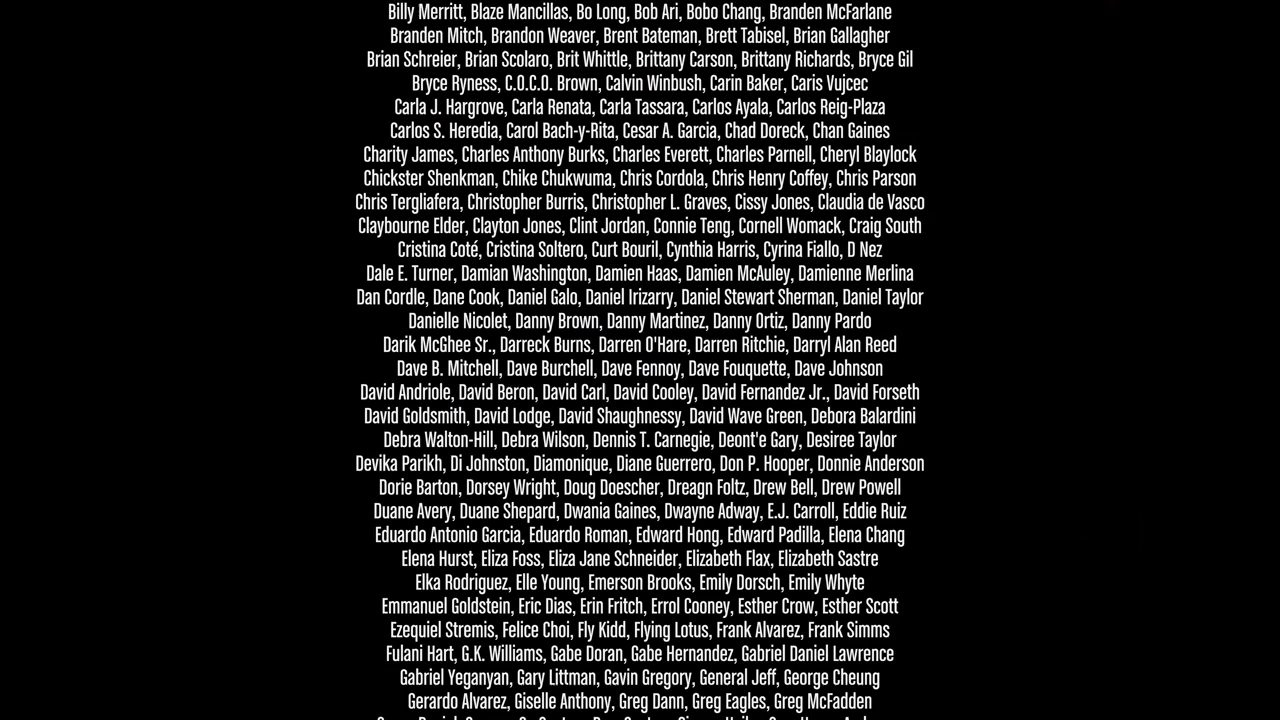 Billy Merritt, Blaze Mancillas, Bo Long, Bob Ari, Bobo Chang, Branden McFarlane
Branden Mitch, Brandon Weaver, Brent Bateman, Brett Tabisel, Brian Gallagher
Brian Schreier, Brian Scolaro, Brit Whittle, Brittany Carson, Brittany Richards, Bryce Gil
Bryce Ryness, C.O.C.O. Brown, Calvin Winbush, Carin Baker, Caris Vujcec
Carla J. Hargrove, Carla Renata, Carla Tassara, Carlos Ayala, Carlos Reig-Plaza
Carlos S. Heredia, Carol Bach-y-Rita, Cesar A. Garcia, Chad Doreck, Chan Gaines
Charity James, Charles Anthony Burks, Charles Everett, Charles Parnell, Cheryl Blaylock
Chickster Shenkman, Chike Chukwuma, Chris Cordola, Chris Henry Coffey, Chris Parson
Chris Tergliafera, Christopher Burris, Christopher L. Graves, Cissy Jones, Claudia de Vasco
Claybourne Elder, Clayton Jones, Clint Jordan, Connie Teng, Cornell Womack, Craig South
Cristina Coté, Cristina Soltero, Curt Bouril, Cynthia Harris, Cyrina Fiallo, D Nez
Dale E. Turner, Damian Washington, Damien Haas, Damien McAuley, Damienne Merlina
Dan Cordle, Dane Cook, Daniel Galo, Daniel Irizarry, Daniel Stewart Sherman, Daniel Taylor
Danielle Nicolet, Danny Brown, Danny Martinez, Danny Ortiz, Danny Pardo
Darik McGhee Sr., Darreck Burns, Darren O'Hare, Darren Ritchie, Darryl Alan Reed
Dave B. Mitchell, Dave Burchell, Dave Fennoy, Dave Fouquette, Dave Johnson
David Andriole, David Beron, David Carl, David Cooley, David Fernandez Jr., David Forseth
David Goldsmith, David Lodge, David Shaughnessy, David Wave Green, Debora Balardini
Debra Walton-Hill, Debra Wilson, Dennis T. Carnegie, Deont'e Gary, Desiree Taylor
Devika Parikh, Di Johnston, Diamonique, Diane Guerrero, Don P. Hooper, Donnie Anderson
Dorie Barton, Dorsey Wright, Doug Doescher, Dreagn Foltz, Drew Bell, Drew Powell
Duane Avery, Duane Shepard, Dwania Gaines, Dwayne Adway, E.J. Carroll, Eddie Ruiz
Eduardo Antonio Garcia, Eduardo Roman, Edward Hong, Edward Padilla, Elena Chang
Elena Hurst, Eliza Foss, Eliza Jane Schneider, Elizabeth Flax, Elizabeth Sastre
Elka Rodriguez, Elle Young, Emerson Brooks, Emily Dorsch, Emily Whyte
Emmanuel Goldstein, Eric Dias, Erin Fritch, Errol Cooney, Esther Crow, Esther Scott
Ezequiel Stremis, Felice Choi, Fly Kidd, Flying Lotus, Frank Alvarez, Frank Simms
Fulani Hart, G.K. Williams, Gabe Doran, Gabe Hernandez, Gabriel Daniel Lawrence
Gabriel Yeganyan, Gary Littman, Gavin Gregory, General Jeff, George Cheung
Gerardo Alvarez, Giselle Anthony, Greg Dann, Greg Eagles, Greg McFadden